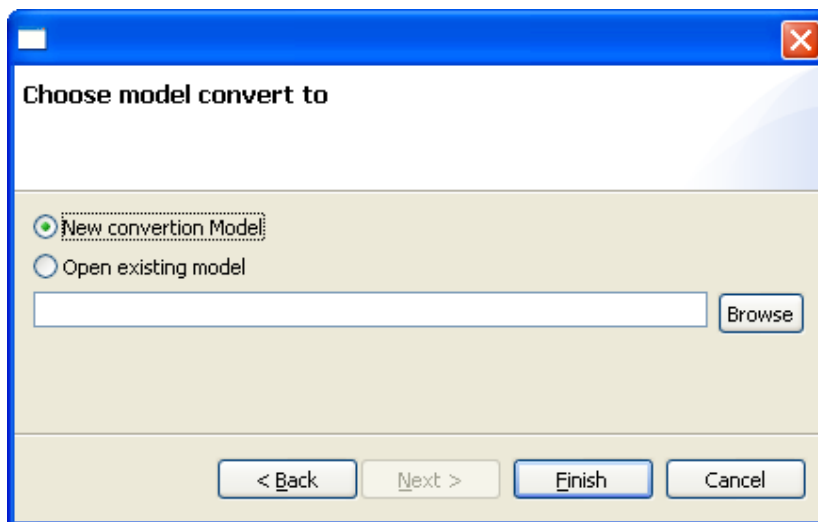 Choose model convert to
New convertion Model
Open existing model
Browse
< Back Next > Finish Cancel